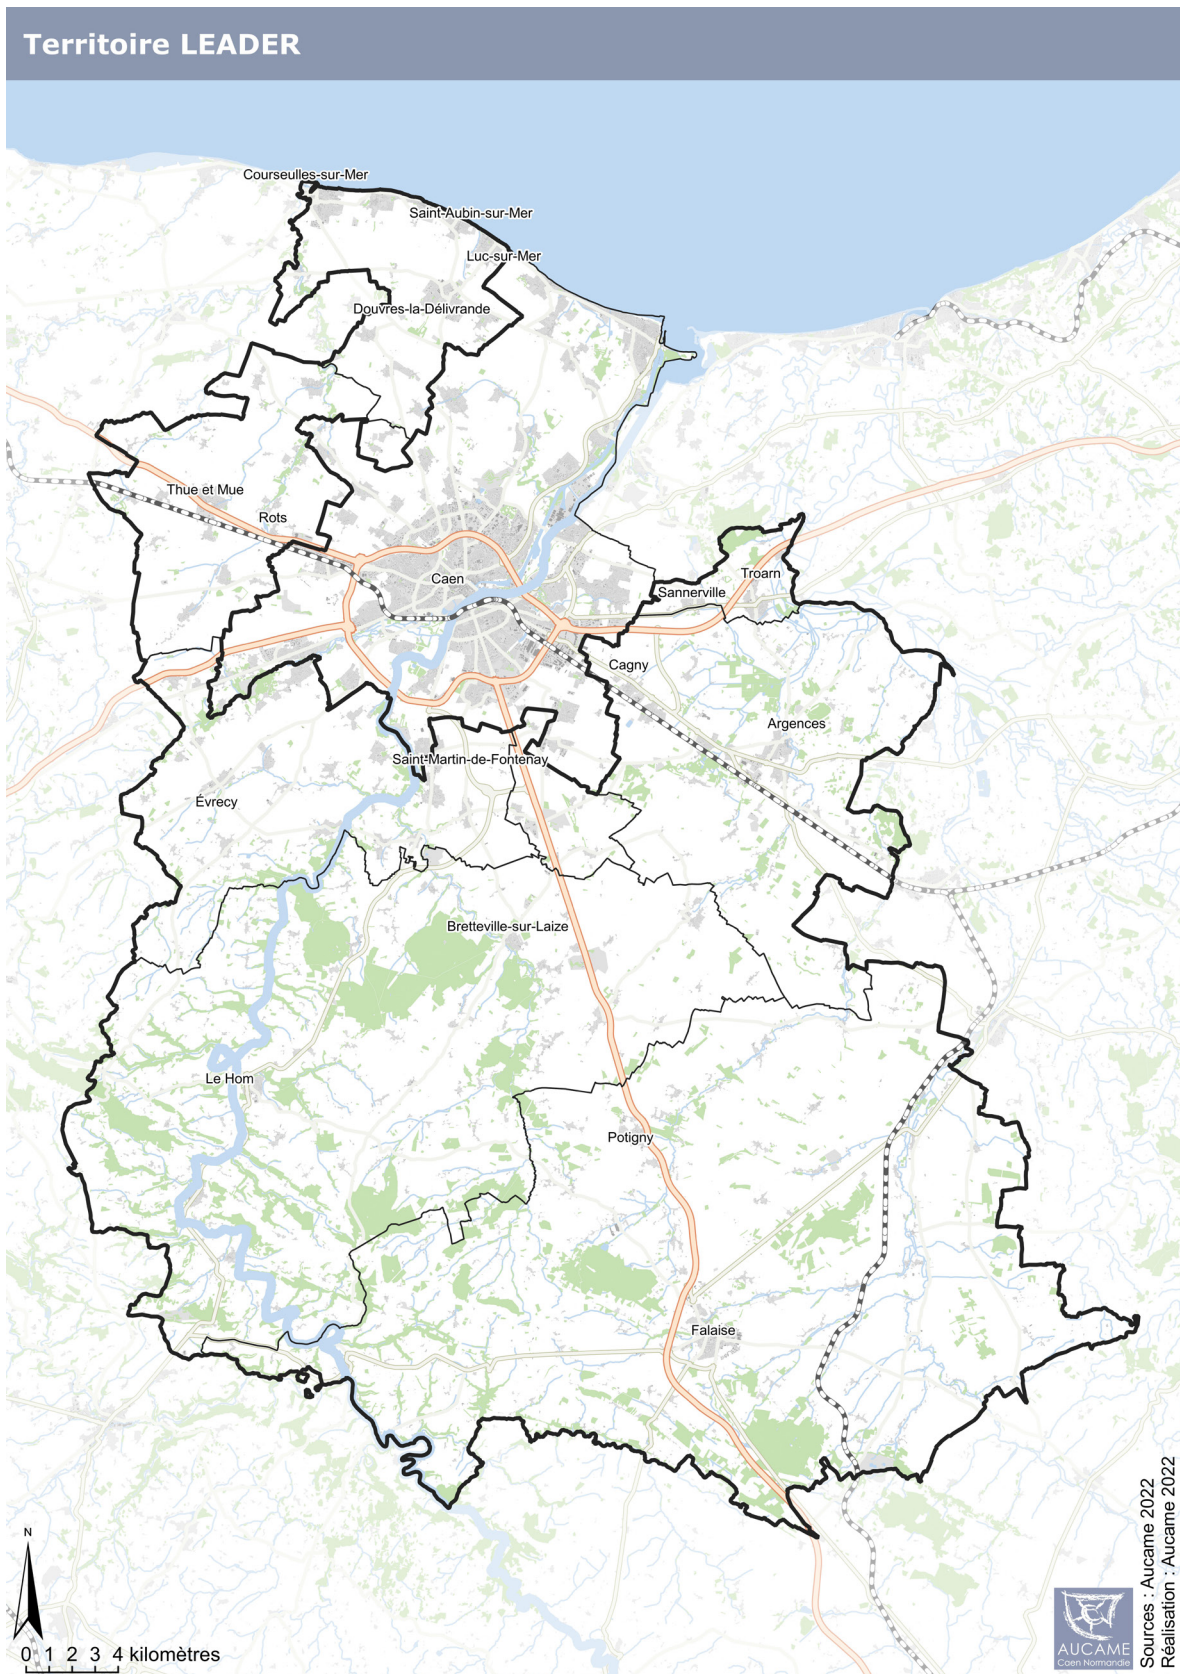 Territoire LEADER
Courseulles-sur-Mer
Saint-Aubin-sur-Mer
Luc-sur-Mer
Douvres-la-Délivrande
Thue et Mue
Rots
Caen
Troarn
Sannerville
Cagny
Argences
Saint-Martin-de-Fontenay
Évrecy
Bretteville-sur-Laize
Le Hom
Potigny
Falaise
N
0 1 2 3 4 kilomètres
AUCAME
Caen Normandie
Sources : Aucame 2022
Réalisation : Aucame 2022